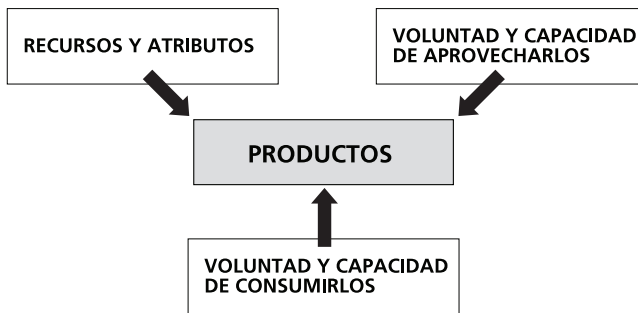 RECURSOS Y ATRIBUTOS
VOLUNTAD Y CAPACIDAD
DE APROVECHARLOS
PRODUCTOS
VOLUNTAD Y CAPACIDAD
DE CONSUMIRLOS